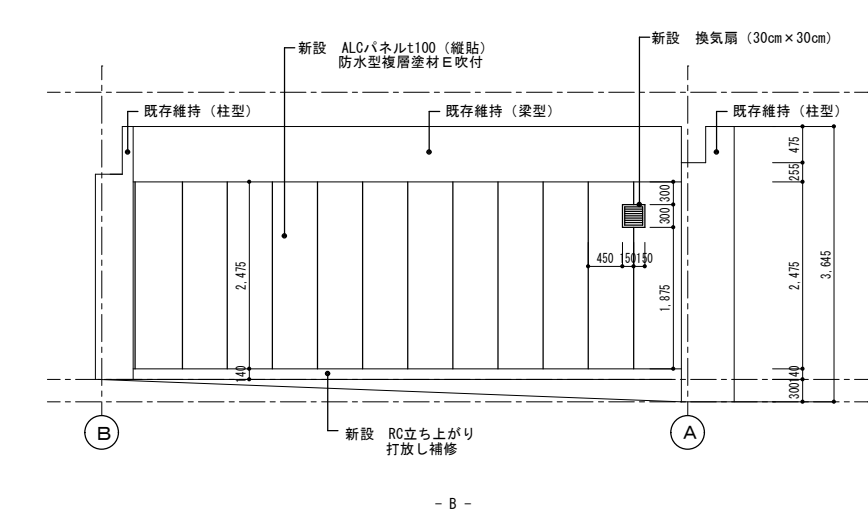 新設　ALCパネルt100（縦貼）
防水型複層塗材Ｅ吹付
新設　換気扇（30cm×30cm）
既存維持（柱型）
既存維持（梁型）
既存維持（柱型）
475
255
300
300
450
150
150
2,475
1,875
2,475
3,645
140
140
300
B
A
新設　RC立ち上がり
打放し補修
- B -